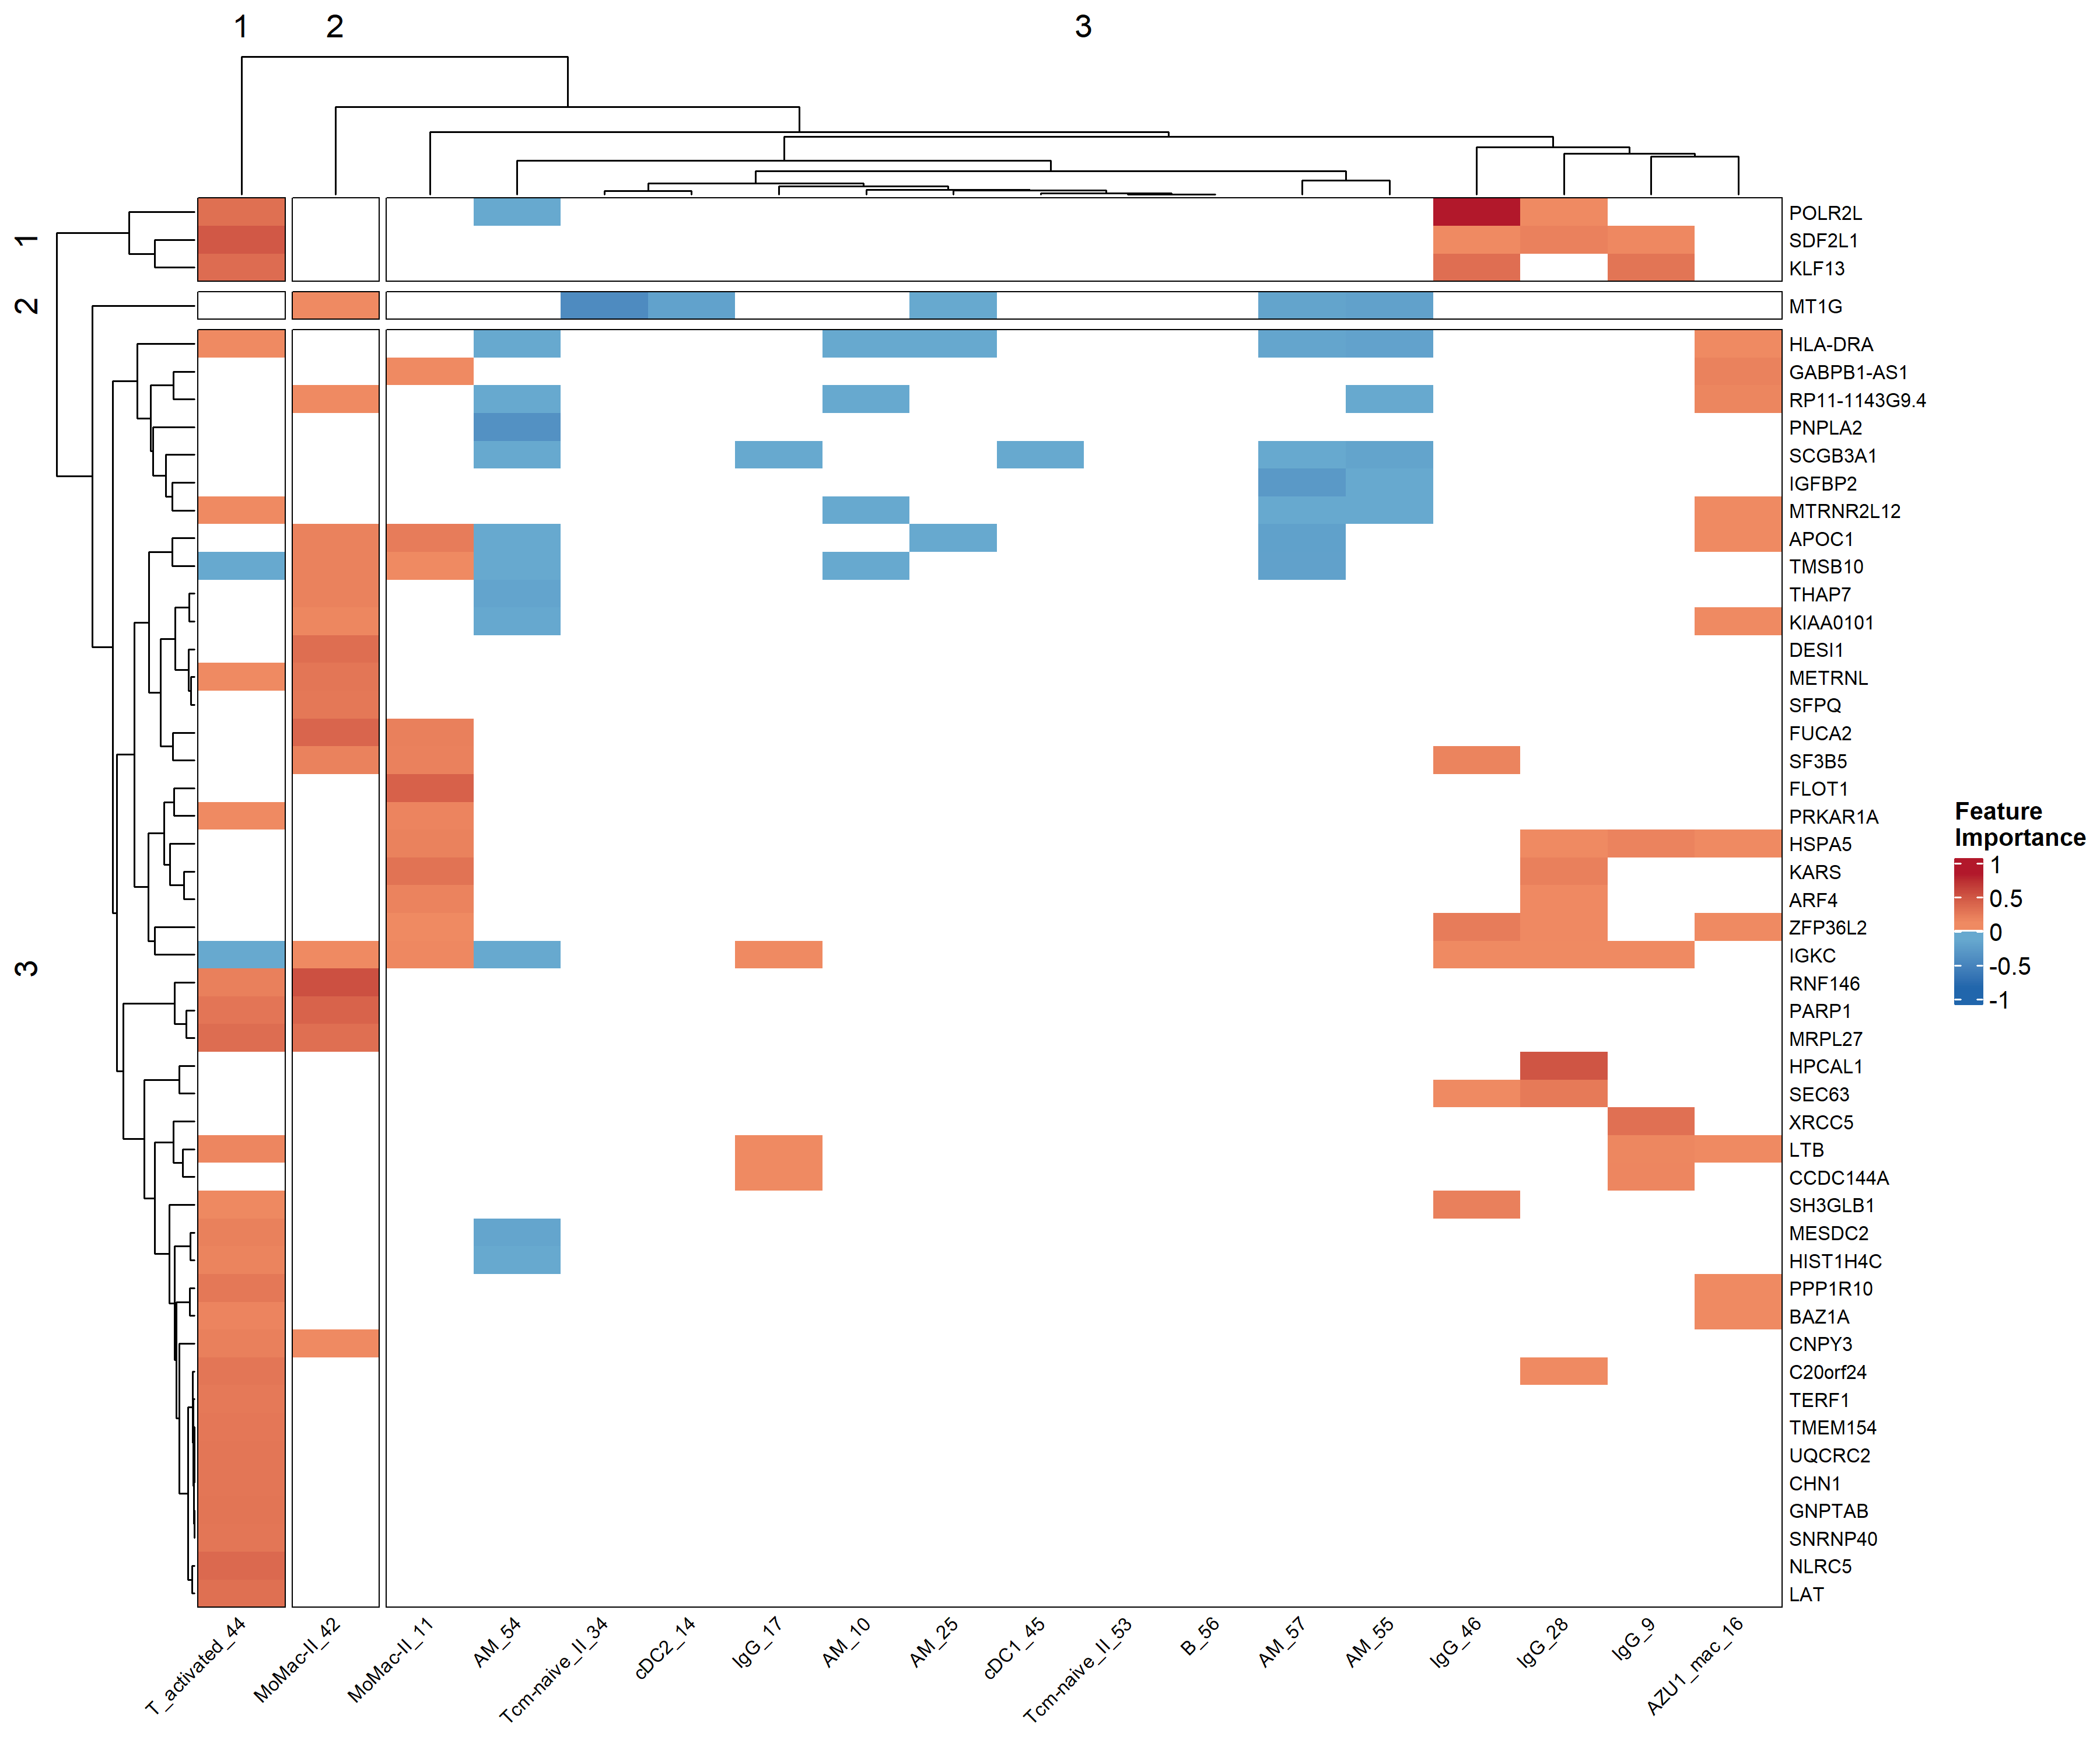 1 2 3
1
2
3
POLR2L
SDF2L1
KLF13
MT1G
HLA-DRA
GABPB1-AS1
RP11-1143G9.4
PNPLA2
SCGB3A1
IGFBP2
MTRNR2L12
APOC1
TMSB10
THAP7
KIAA0101
DESI1
METRNL
SFPQ
FUCA2
SF3B5
FLOT1
PRKAR1A
HSPA5
KARS
ARF4
ZFP36L2
IGKC
RNF146
PARP1
MRPL27
HPCAL1
SEC63
XRCC5
LTB
CCDC144A
SH3GLB1
MESDC2
HIST1H4C
PPP1R10
BAZ1A
CNPY3
C20orf24
TERF1
TMEM154
UQCRC2
CHN1
GNPTAB
SNRNP40
NLRC5
LAT
T_activated_44
MoMac-II_42
MoMac-II_11
AM_54
Tcm-naive_II_34
cDC2_14
IgG_17
AM_10
AM_25
cDC1_45
Tcm-naive_II_53
B_56
AM_57
AM_55
IgG_46
IgG_28
IgG_9
AZU1_mac_16
Feature
Importance
1
0.5
0
-0.5
-1